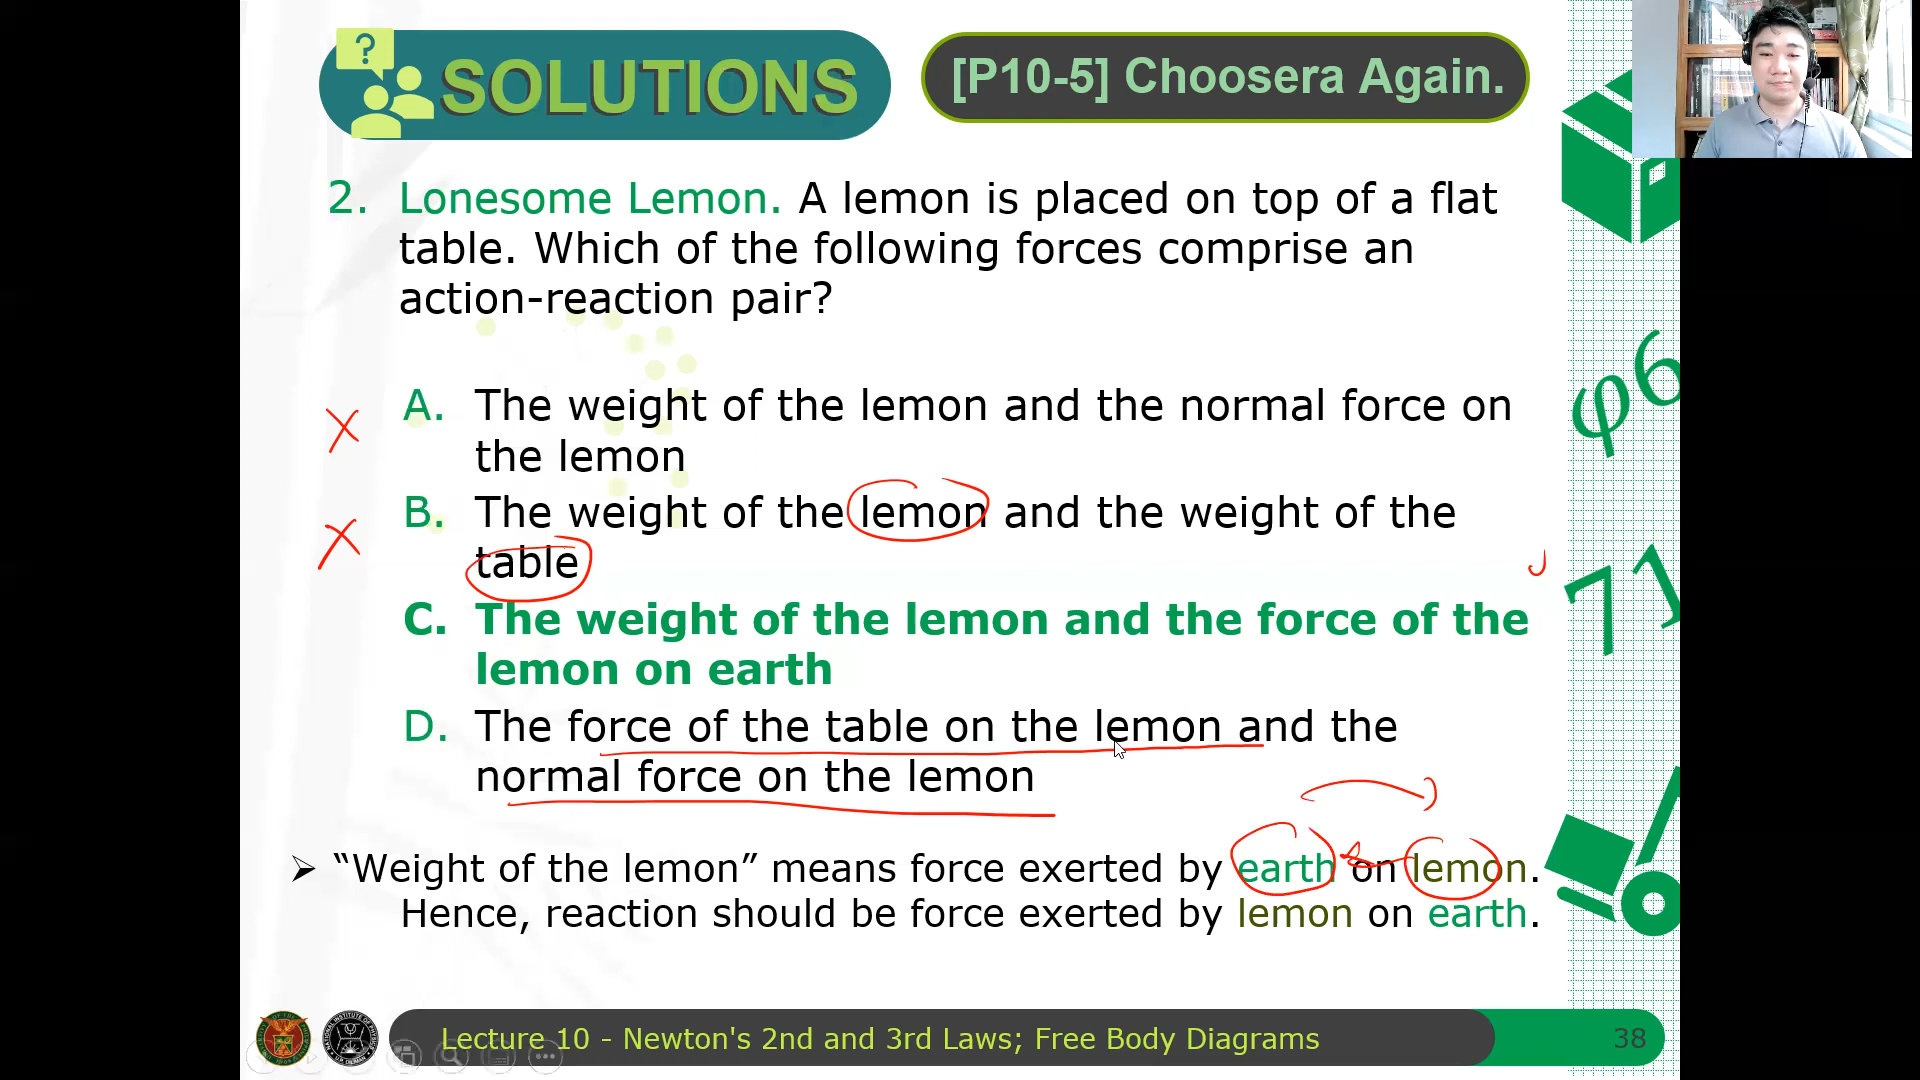 ?
SOLUTIONS
[P10-5] Choosera Again.
2. Lonesome Lemon. A lemon is placed on top of a flat
table. Which of the following forces comprise an
action-reaction pair?
A. The weight of the lemon and the normal force on
the lemon
B. The weight of the lemon and the weight of the
table
C. The weight of the lemon and the force of the
lemon on earth
D. The force of the table on the lemon and the
normal force on the lemon
➢ “Weight of the lemon” means force exerted by earth on lemon.
Hence, reaction should be force exerted by lemon on earth.
φ6
71
Lecture 10 - Newton's 2nd and 3rd Laws; Free Body Diagrams
38